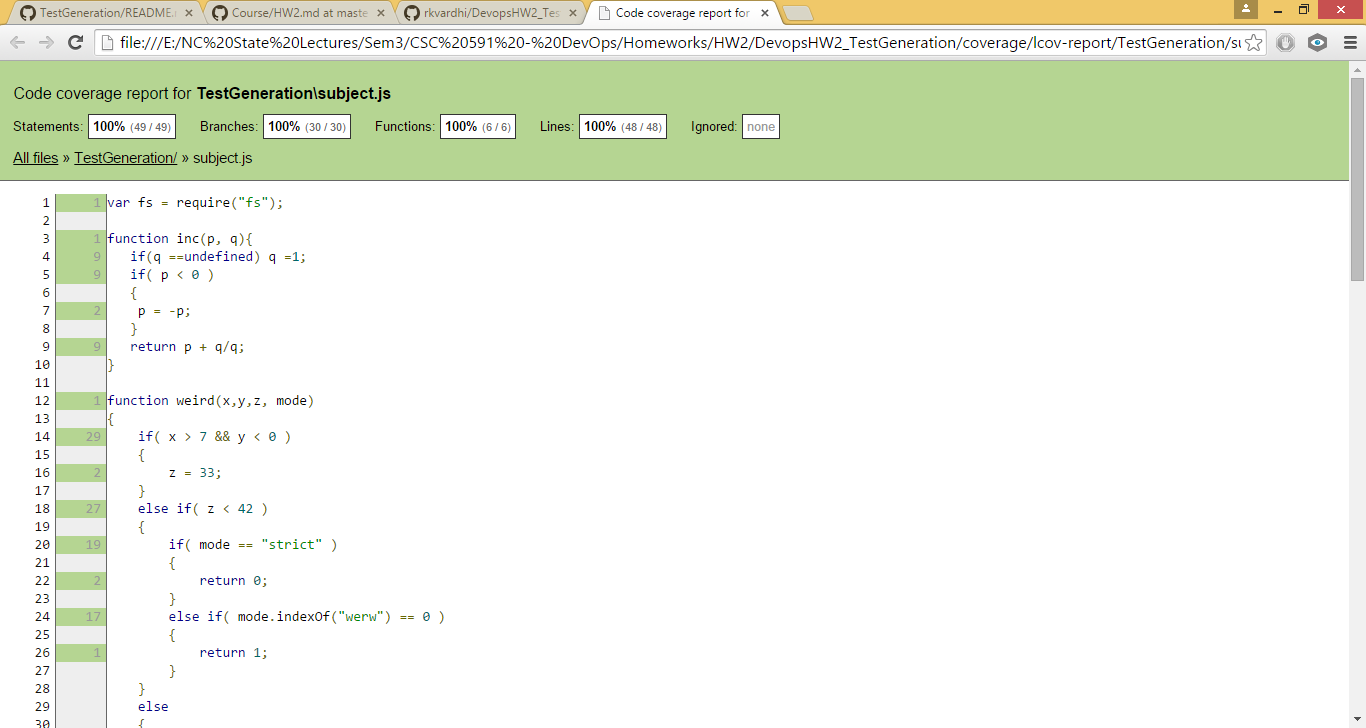 TestGeneration/README.
Course/HW2.md at maste
rkvardhi/DevopsHW2_Tes
Code coverage report for
file:///E:/NC%20State%20Lectures/Sem3/CSC%20591%20-%20DevOps/Homeworks/HW2/DevopsHW2_TestGeneration/coverage/lcov-report/TestGeneration/su
Code coverage report for TestGeneration\subject.js
Statements: 100% (49 / 49) Branches: 100% (30 / 30) Functions: 100% (6 / 6) Lines: 100% (48 / 48) Ignored: none
All files » TestGeneration/ » subject.js
1 1 var fs = require("fs");
2
3 1 function inc(p, q){
4 9 if(q ==undefined) q =1;
5 9 if( p < 0 )
6 {
7 2 p = -p;
8 }
9 9 return p + q/q;
10 }
11
12 1 function weird(x,y,z, mode)
13 {
14 29 if( x > 7 && y < 0 )
15 {
16 2 z = 33;
17 }
18 27 else if( z < 42 )
19 {
20 19 if( mode == "strict" )
21 {
22 2 return 0;
23 }
24 17 else if( mode.indexOf("werw") == 0 )
25 {
26 1 return 1;
27 }
28 }
29 else
30 {